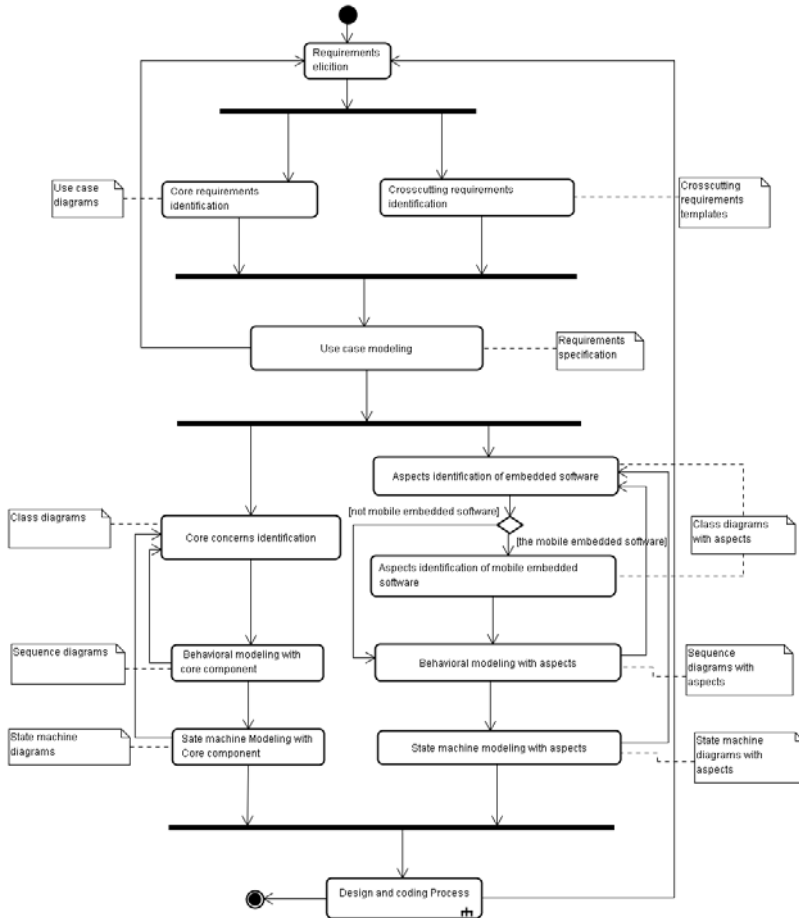 Requirements
elicition
Use case
diagrams
Core requirements
identification
Crosscutting requirements
identification
Crosscutting
requirements
templates
Use case modeling
Requirements
specification
Aspects identification of embedded software
[not mobile embedded software]
Class diagrams
Core concerns identification
Class diagrams
with aspects
[the mobile embedded software]
Aspects identification of mobile embedded
software
Sequence diagrams
Behavioral modeling with
core component
Behavioral modeling with aspects
Sequence
diagrams with
aspects
State machine
diagrams
Sate machine Modeling with
Core component
State machine modeling with aspects
State machine
diagrams with
aspects
Design and coding Process